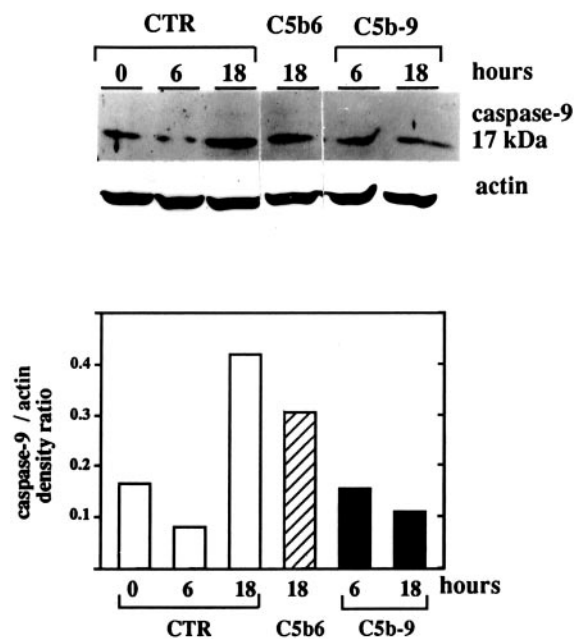 CTR C5b6 C5b-9
0 6 18 18 6 18 hours
caspase-9
17 kDa
actin
caspase-9 / actin
density ratio
0.4
0.3
0.2
0.1
0 6 18 18 6 18 hours
CTR C5b6 C5b-9